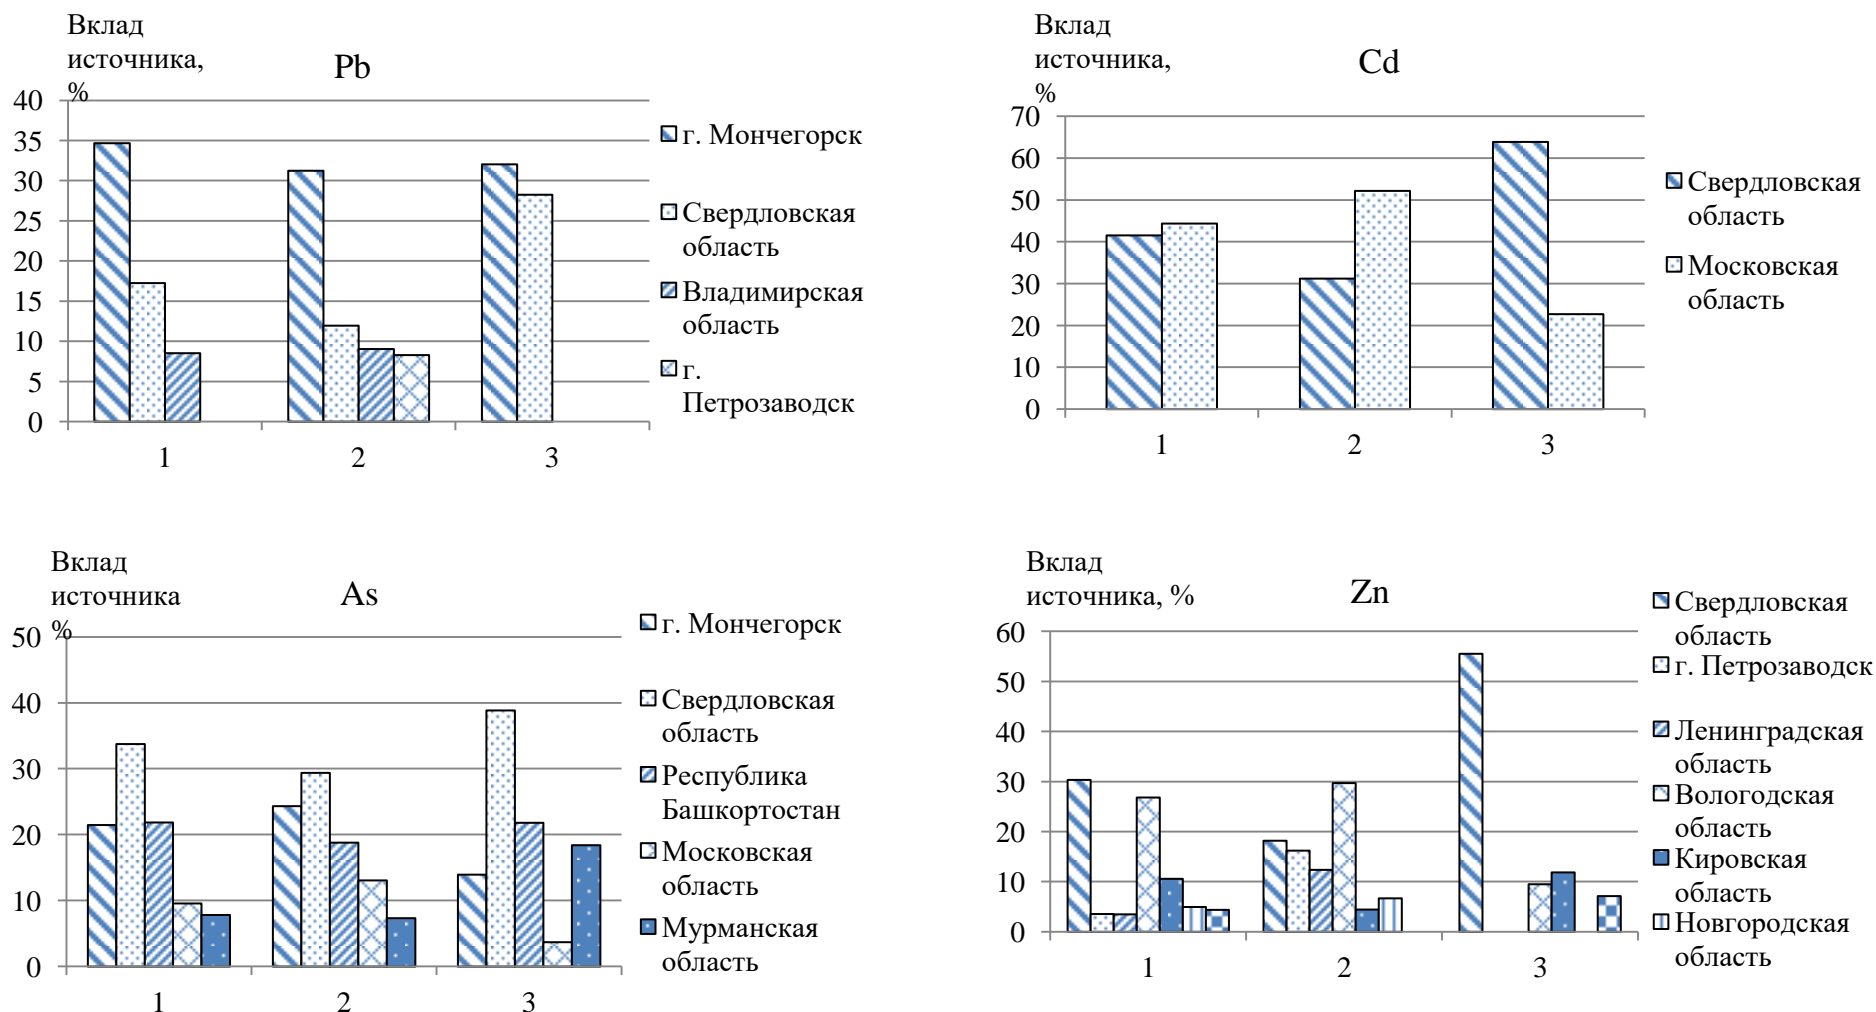 Вклад
источника,
%
Pb
40
35
30
25
20
15
10
5
0
1
2
3
г. Мончегорск
Свердловская
область
Владимирская
область
г.
Петрозаводск
Вклад
источника,
%
Cd
70
60
50
40
30
20
10
0
1
2
3
Свердловская
область
Московская
область
Вклад
источника
%
As
50
40
30
20
10
0
1
2
3
г. Мончегорск
Свердловская
область
Республика
Башкортостан
Московская
область
Мурманская
область
Вклад
источника, %
Zn
60
50
40
30
20
10
0
1
2
3
Свердловская
область
г. Петрозаводск
Ленинградская
область
Вологодская
область
Кировская
область
Новгородская
область